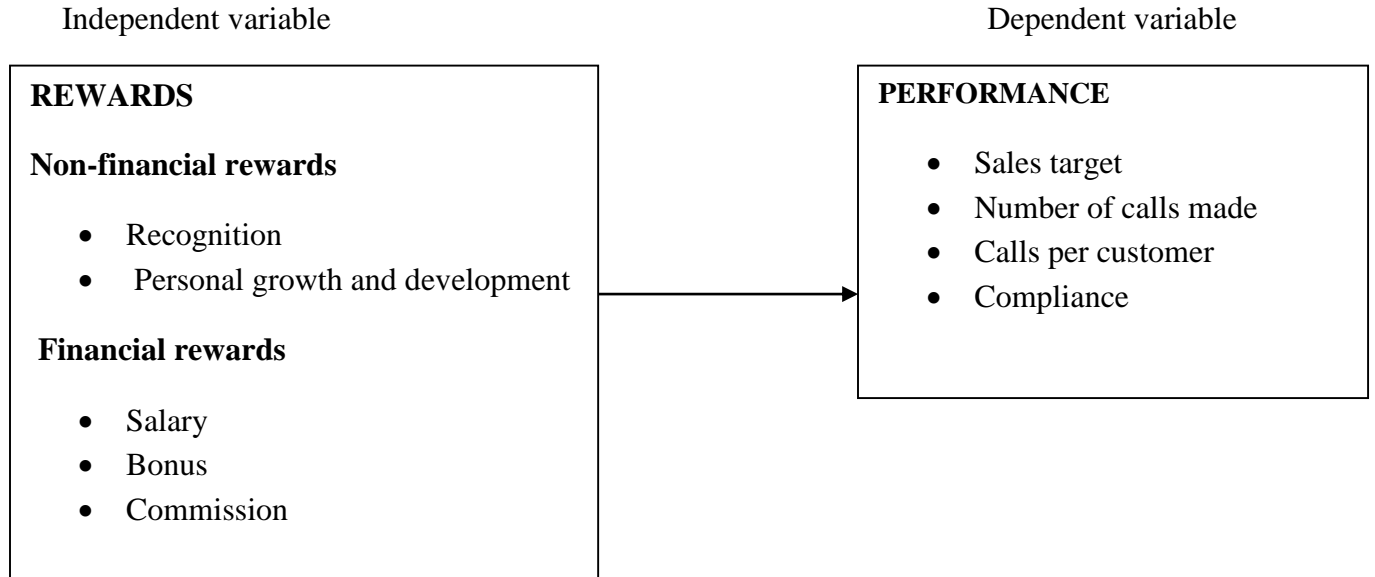 Independent variable
Dependent variable
REWARDS
Non-financial rewards
• Recognition
• Personal growth and development
Financial rewards
• Salary
• Bonus
• Commission
PERFORMANCE
• Sales target
• Number of calls made
• Calls per customer
• Compliance